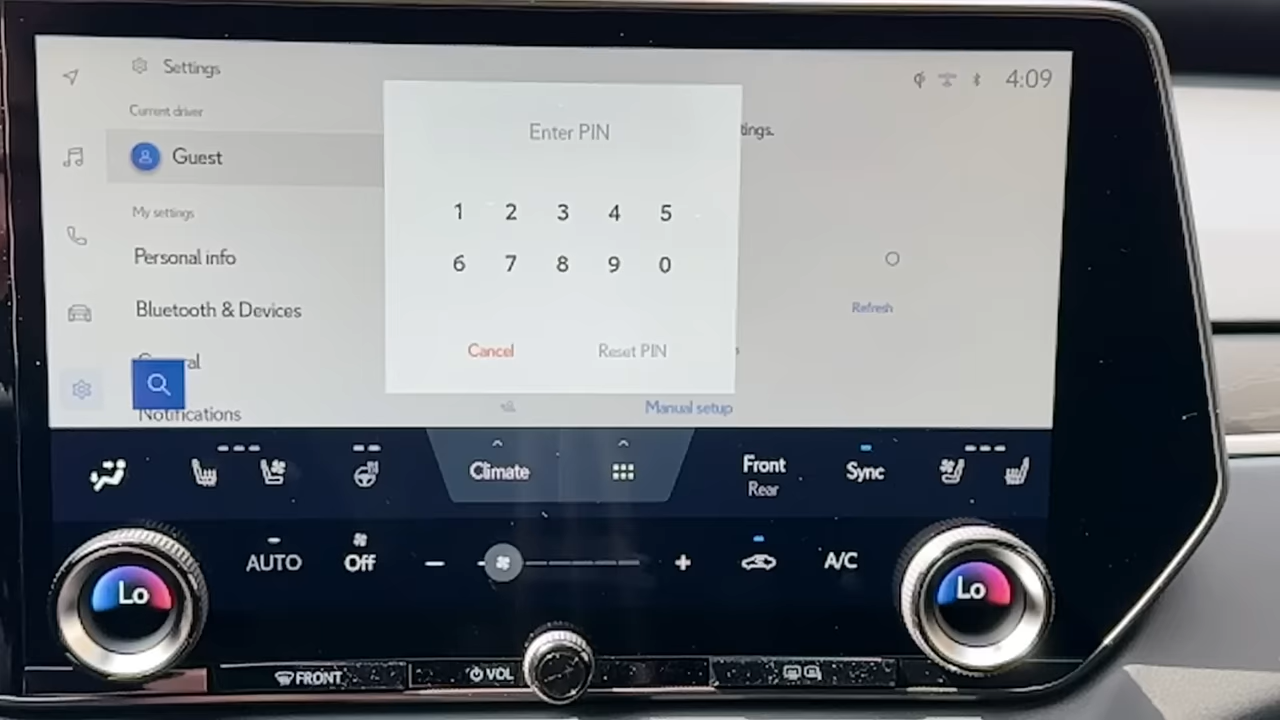 Settings
4:09
Current driver
Enter PIN
tings.
Guest
1 2 3 4 5
My settings
Personal info
6 7 8 9 0
Bluetooth & Devices
Refresh
Cancel
Reset PIN
al
Notifications
Manual setup
Climate
Front
Rear
Sync
AUTO
Off
A/C
Lo
Lo
FRONT
VOL